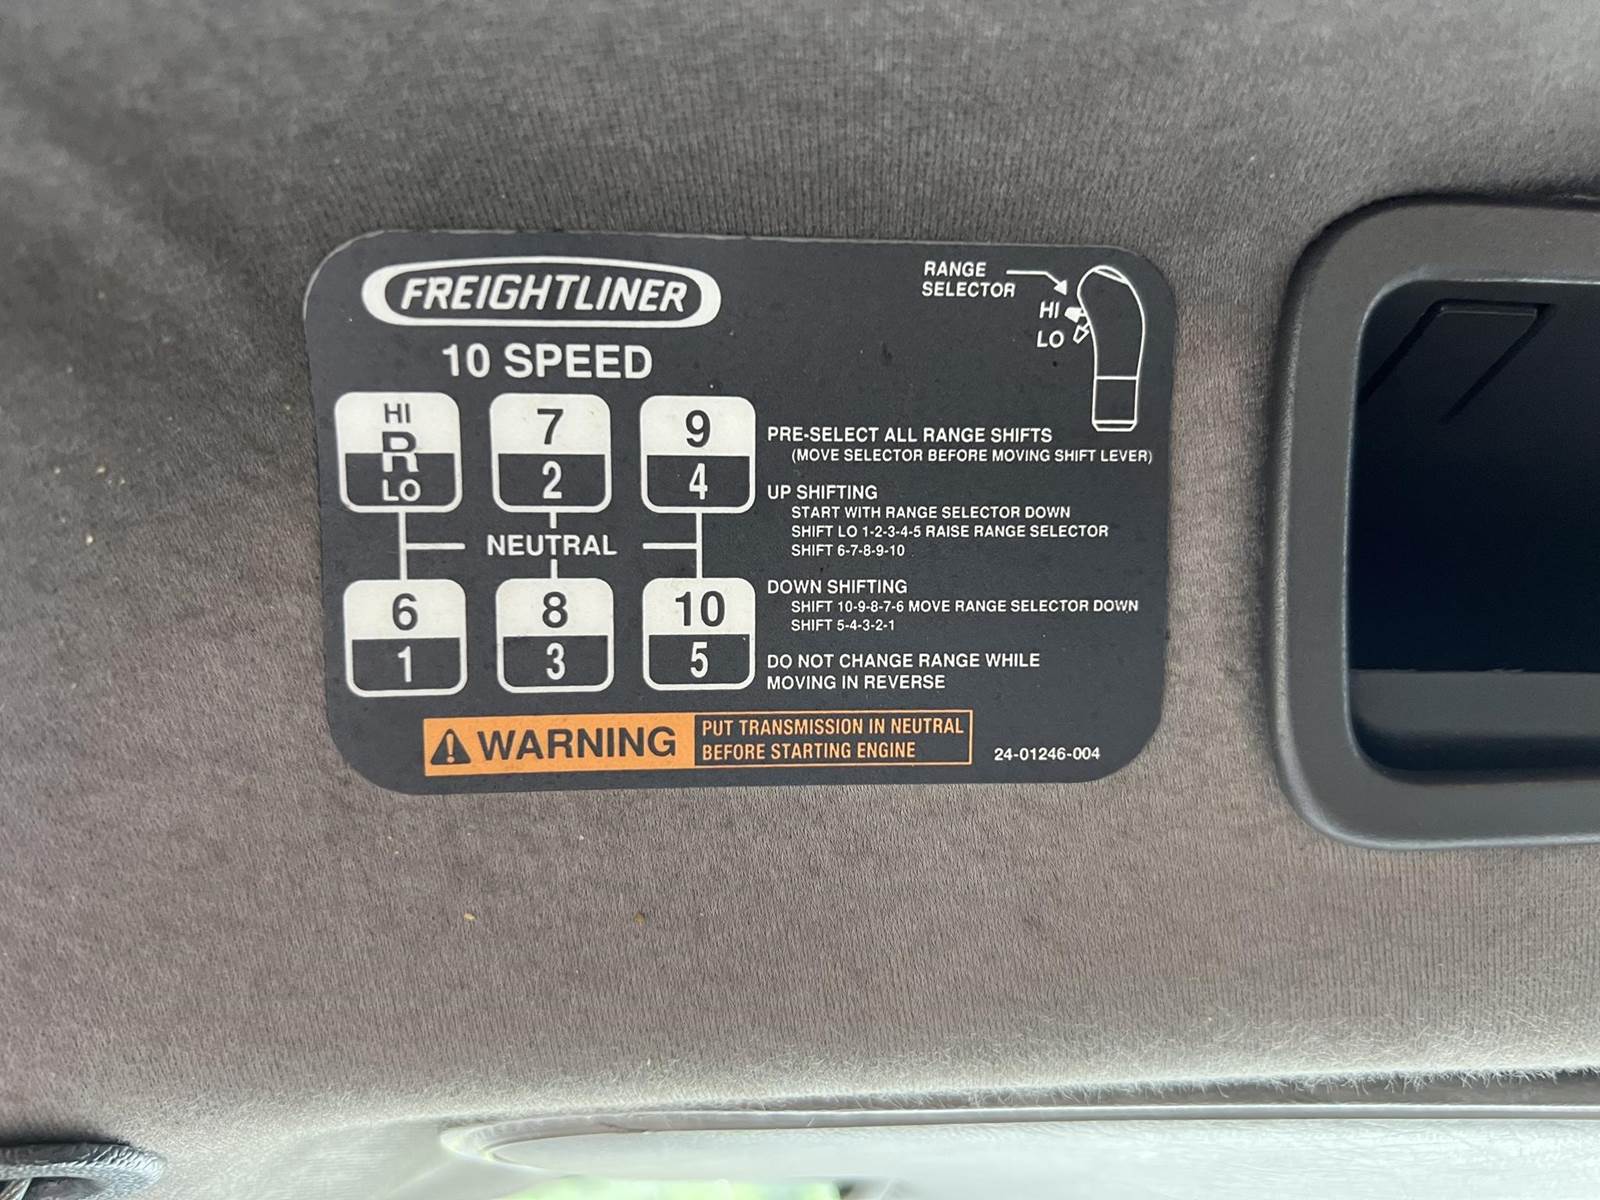 FREIGHTLINER
10 SPEED
RANGE
SELECTOR
HI
LO
HI
R
LO
7
2
9
4
NEUTRAL
6
1
8
3
10
5
PRE-SELECT ALL RANGE SHIFTS
(MOVE SELECTOR BEFORE MOVING SHIFT LEVER)
UP SHIFTING
START WITH RANGE SELECTOR DOWN
SHIFT LO 1-2-3-4-5 RAISE RANGE SELECTOR
SHIFT 6-7-8-9-10
DOWN SHIFTING
SHIFT 10-9-8-7-6 MOVE RANGE SELECTOR DOWN
SHIFT 5-4-3-2-1
DO NOT CHANGE RANGE WHILE
MOVING IN REVERSE
WARNING
PUT TRANSMISSION IN NEUTRAL
BEFORE STARTING ENGINE
24-01246-004